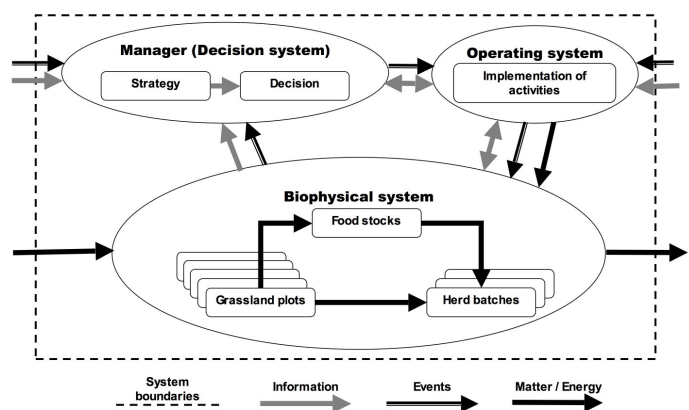 Manager (Decision system)
Strategy
Decision
Operating system
Implementation of
activities
Biophysical system
Food stocks
Grassland plots
Herd batches
System
boundaries
Information
Events
Matter / Energy